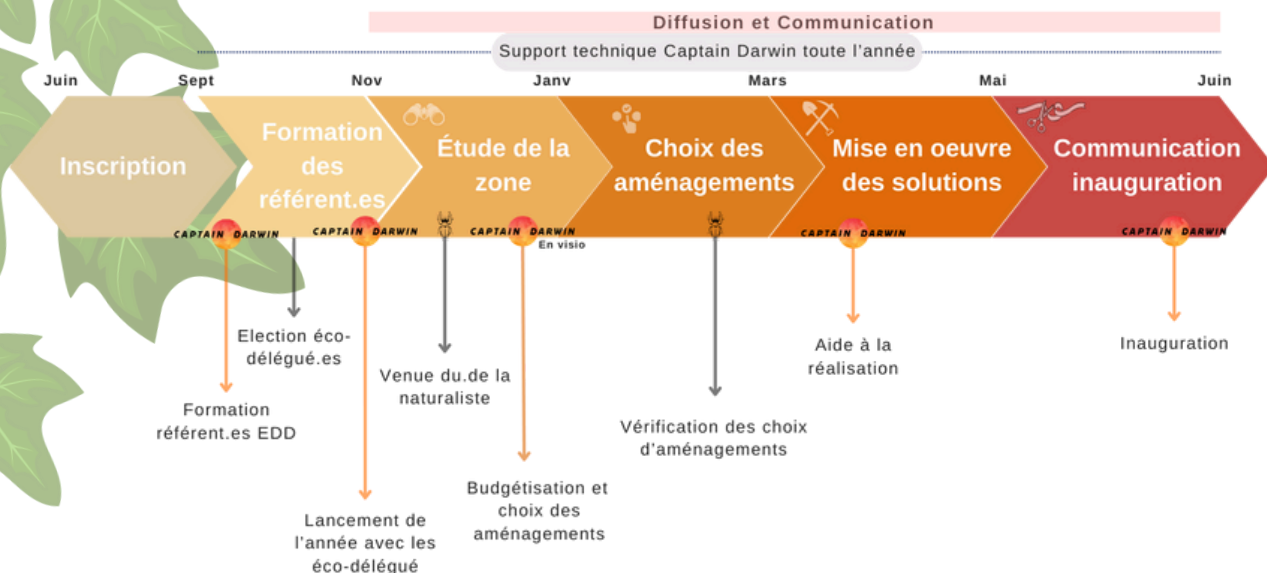 Diffusion et Communication
Support technique Captain Darwin toute l'année
Juin Sept Nov Janv Mars Mai Juin
Inscription
Formation
des
référent.es
Étude de la
zone
Choix des
aménagements
Mise en oeuvre
des solutions
Communication
inauguration
CAPTAIN DARWIN
CAPTAIN DARWIN
CAPTAIN DARWIN
En visio
CAPTAIN DARWIN
CAPTAIN DARWIN
Formation
référent.es EDD
Election éco-
délégué.es
Lancement de
l'année avec les
éco-délégué
Venue du.de la
naturaliste
Budgétisation et
choix des
aménagements
Vérification des choix
d'aménagements
Aide à la
réalisation
Inauguration